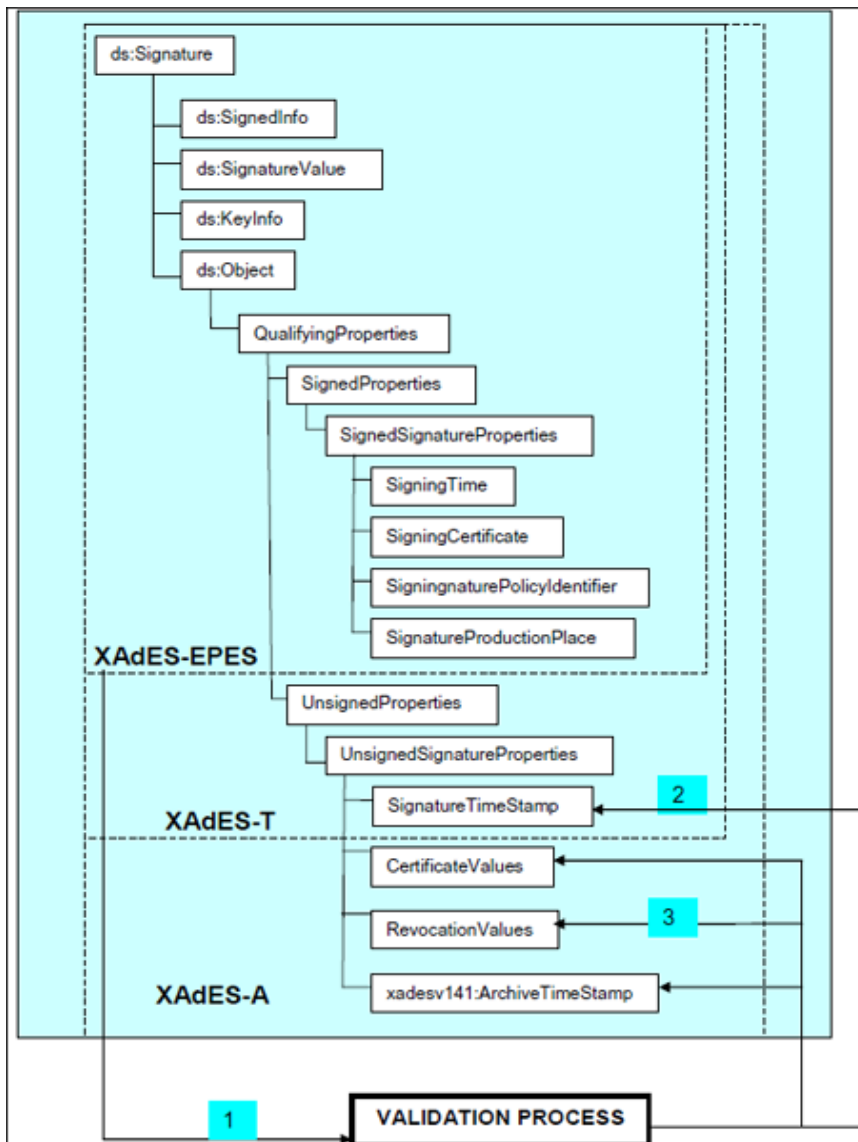 ds:Signature
ds:SignedInfo
ds:SignatureValue
ds:KeyInfo
ds:Object
QualifyingProperties
SignedProperties
SignedSignatureProperties
SigningTime
SigningCertificate
SigningnaturePolicyIdentifier
SignatureProductionPlace
XAdES-EPES
UnsignedProperties
UnsignedSignatureProperties
SignatureTimeStamp
2
XAdES-T
CertificateValues
RevocationValues
3
xadesv141:ArchiveTimeStamp
XAdES-A
1
VALIDATION PROCESS